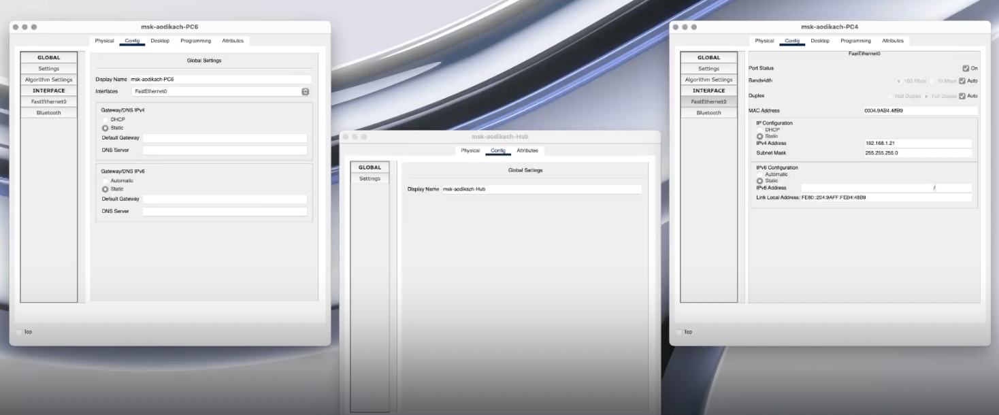 msk-aodikach-PC6
Physical Config Desktop Programming Attributes
GLOBAL
Settings
Algorithm Settings
INTERFACE
FastEthernet0
Bluetooth
Global Settings
Display Name msk-aodikach-PC6
Interfaces FastEthernet0
Gateway/DNS IPv4
DHCP
Static
Default Gateway
DNS Server
Gateway/DNS IPv6
Automatic
Static
Default Gateway
DNS Server
Top
msk-aodikach-Hub
Physical Config Attributes
GLOBAL
Settings
Global Settings
Display Name msk-aodikach-Hub
msk-aodikach-PC4
Physical Config Desktop Programming Attributes
GLOBAL
Settings
Algorithm Settings
INTERFACE
FastEthernet0
Bluetooth
FastEthernet0
Port Status On
Bandwidth 100 Mbps 10 Mbps Auto
Duplex Half Duplex Full Duplex Auto
MAC Address 0004.9AB4.48B9
IP Configuration
DHCP
Static
IPv4 Address 192.168.1.21
Subnet Mask 255.255.255.0
IPv6 Configuration
Automatic
Static
IPv6 Address /
Link Local Address: FE80::204:9AFF:FEB4:48B9
Top